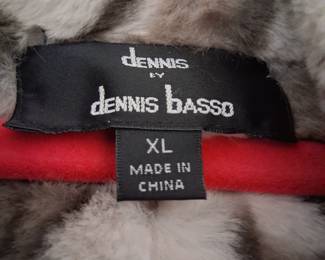 dENNIS
BY
dENNIS bASSO
XL
MADE IN
CHINA